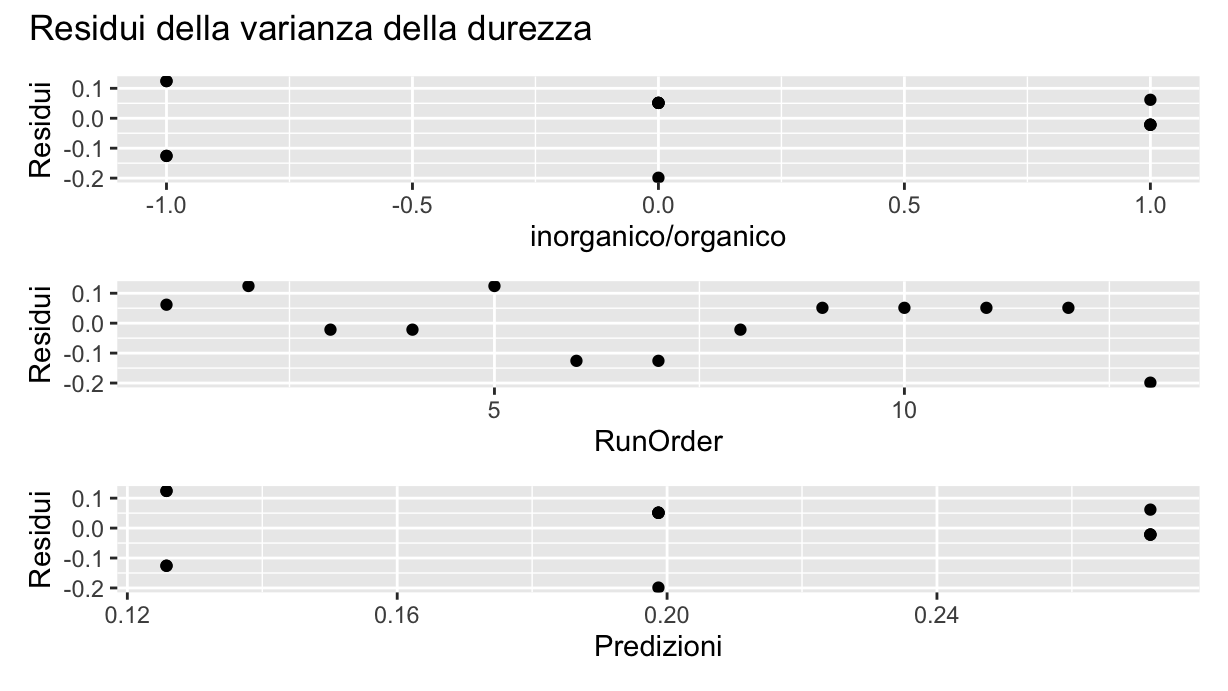 Residui della varianza della durezza
Residui
0.1
0.0
-0.1
-0.2
-1.0 -0.5 0.0 0.5 1.0
inorganico/organico
Residui
0.1
0.0
-0.1
-0.2
5 10
RunOrder
Residui
0.1
0.0
-0.1
-0.2
0.12 0.16 0.20 0.24
Predizioni